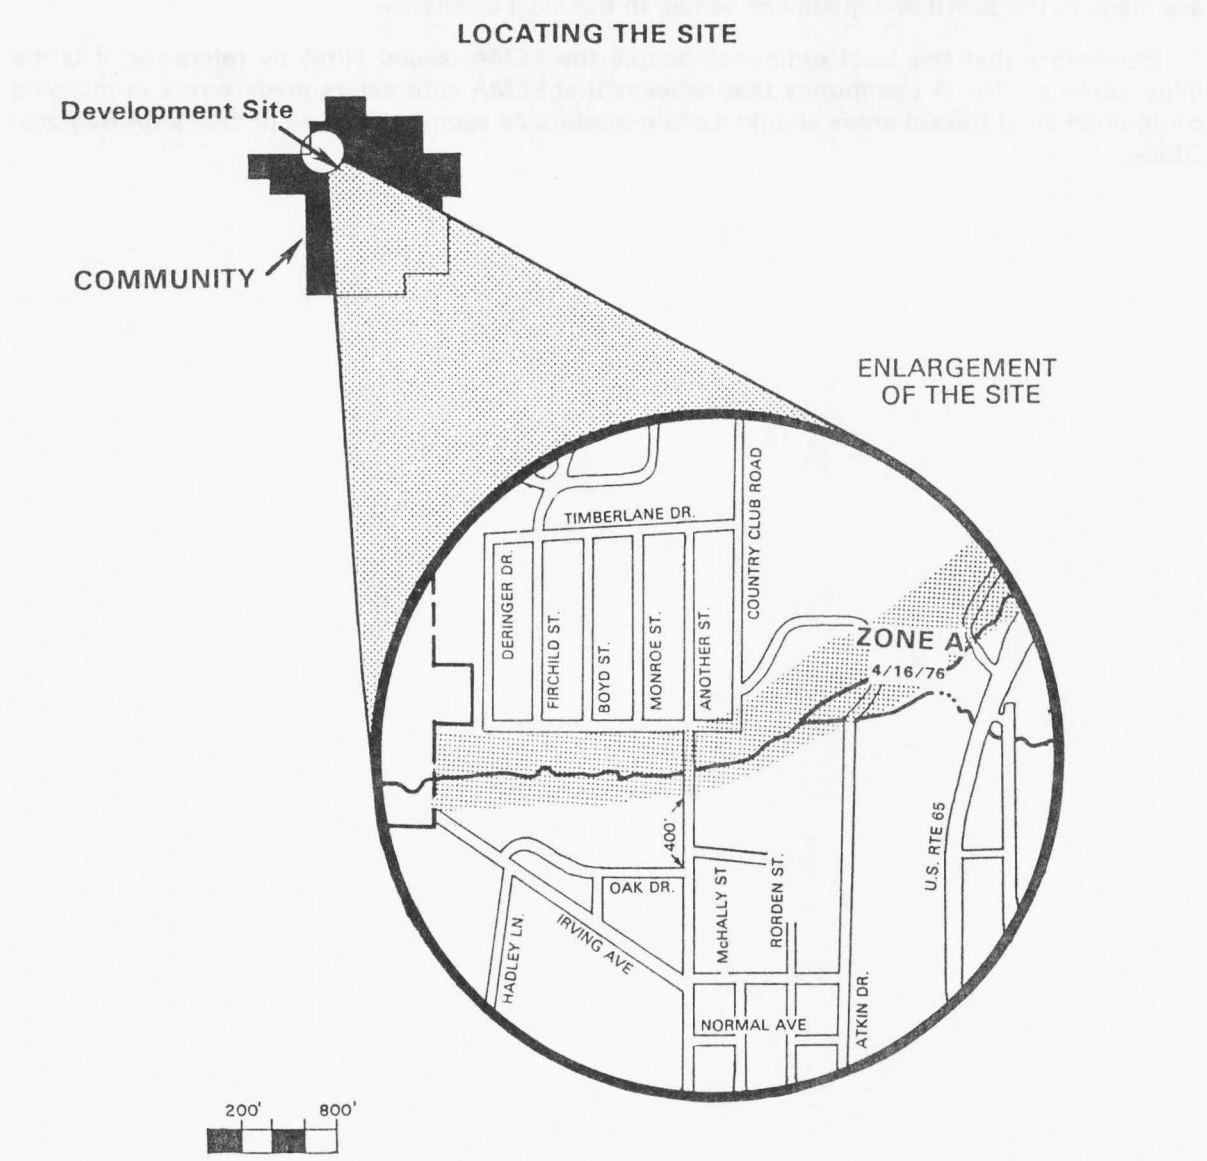 LOCATING THE SITE
Development Site
COMMUNITY
ENLARGEMENT
OF THE SITE
TIMBERLANE DR.
COUNTRY CLUB ROAD
DERINGER DR.
FIRCHILD ST.
BOYD ST.
MONROE ST.
ANOTHER ST.
ZONE A
4/16/76
400'
OAK DR.
McHALLY ST
RORDEN ST.
U.S. RTE 65
HADLEY LN.
IRVING AVE
NORMAL AVE
ATKIN DR.
200' 800'